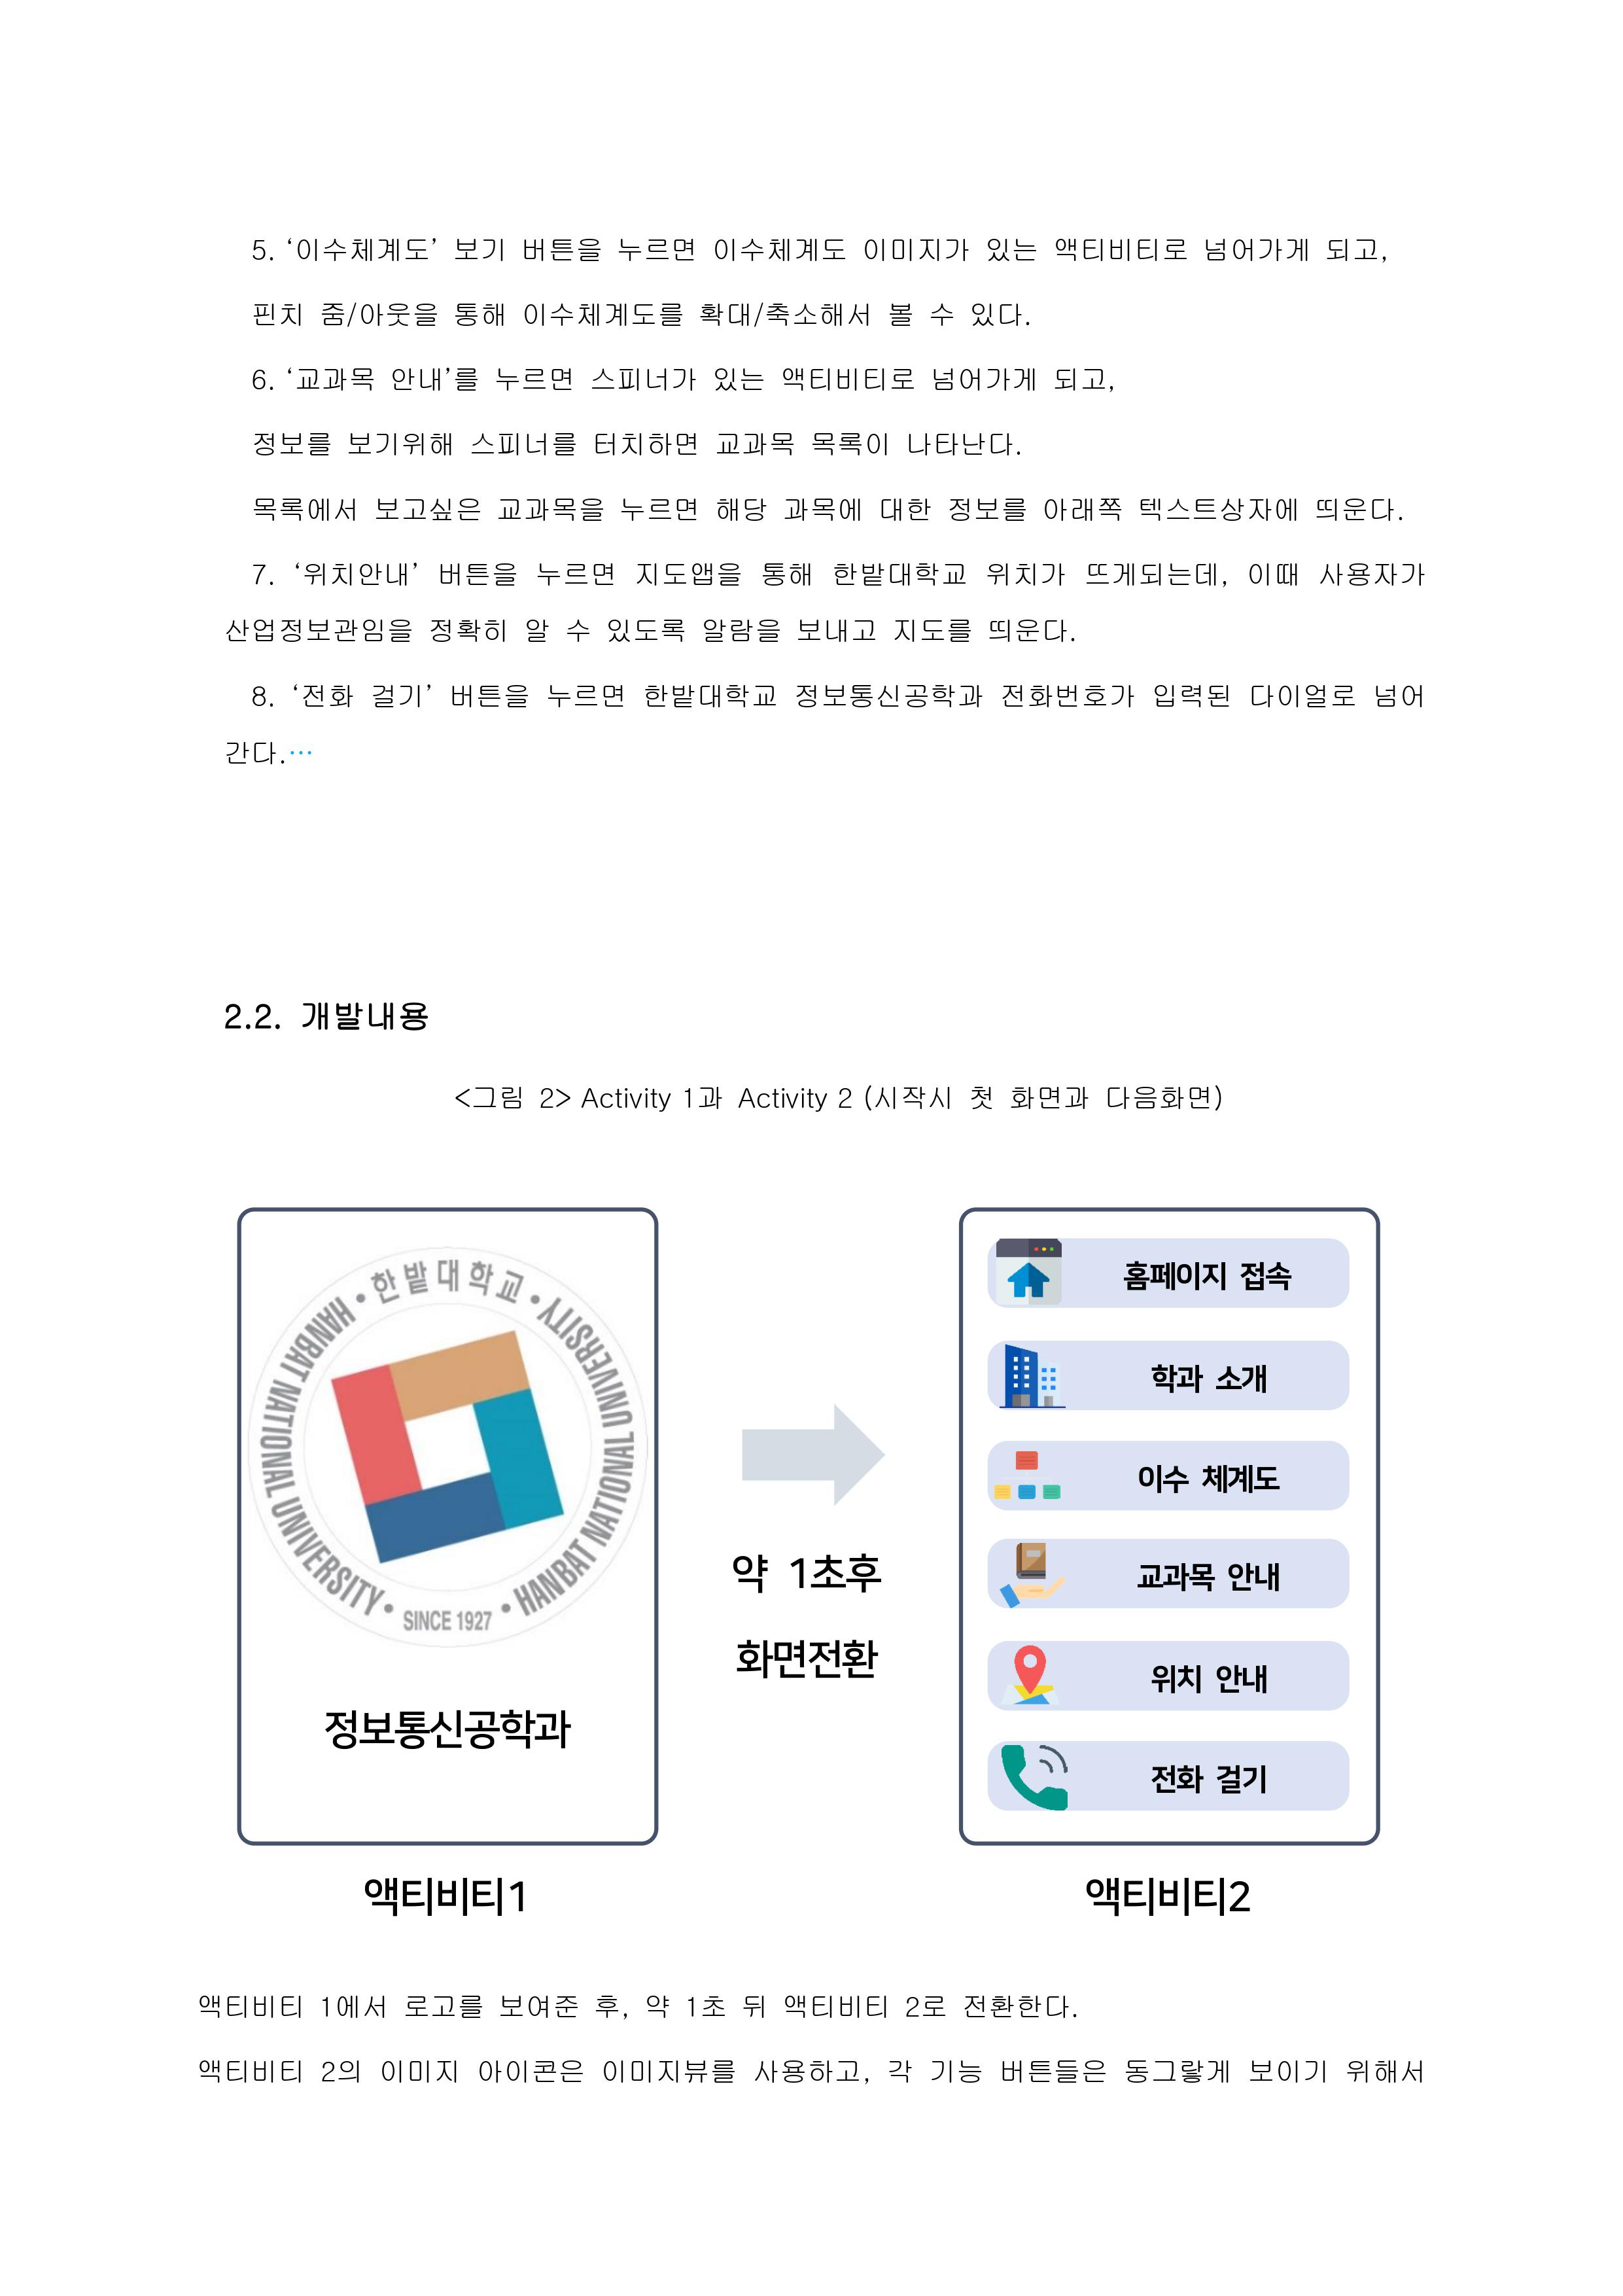 5. ‘이수체계도’ 보기 버튼을 누르면 이수체계도 이미지가 있는 액티비티로 넘어가게 되고,
핀치 줌/아웃을 통해 이수체계도를 확대/축소해서 볼 수 있다.
6. ‘교과목 안내’를 누르면 스피너가 있는 액티비티로 넘어가게 되고,
정보를 보기위해 스피너를 터치하면 교과목 목록이 나타난다.
목록에서 보고싶은 교과목을 누르면 해당 과목에 대한 정보를 아래쪽 텍스트상자에 띄운다.
7. ‘위치안내’ 버튼을 누르면 지도앱을 통해 한밭대학교 위치가 뜨게되는데, 이때 사용자가
산업정보관임을 정확히 알 수 있도록 알람을 보내고 지도를 띄운다.
8. ‘전화 걸기’ 버튼을 누르면 한밭대학교 정보통신공학과 전화번호가 입력된 다이얼로 넘어
간다.…
2.2. 개발내용
<그림 2> Activity 1과 Activity 2 (시작시 첫 화면과 다음화면)
• 한밭대학교 •
HANBAT NATIONAL UNIVERSITY •
SINCE 1927
• HANBAT NATIONAL UNIVERSITY
정보통신공학과
액티비티1
약 1초후
화면전환
홈페이지 접속
학과 소개
이수 체계도
교과목 안내
위치 안내
전화 걸기
액티비티2
액티비티 1에서 로고를 보여준 후, 약 1초 뒤 액티비티 2로 전환한다.
액티비티 2의 이미지 아이콘은 이미지뷰를 사용하고, 각 기능 버튼들은 동그랗게 보이기 위해서